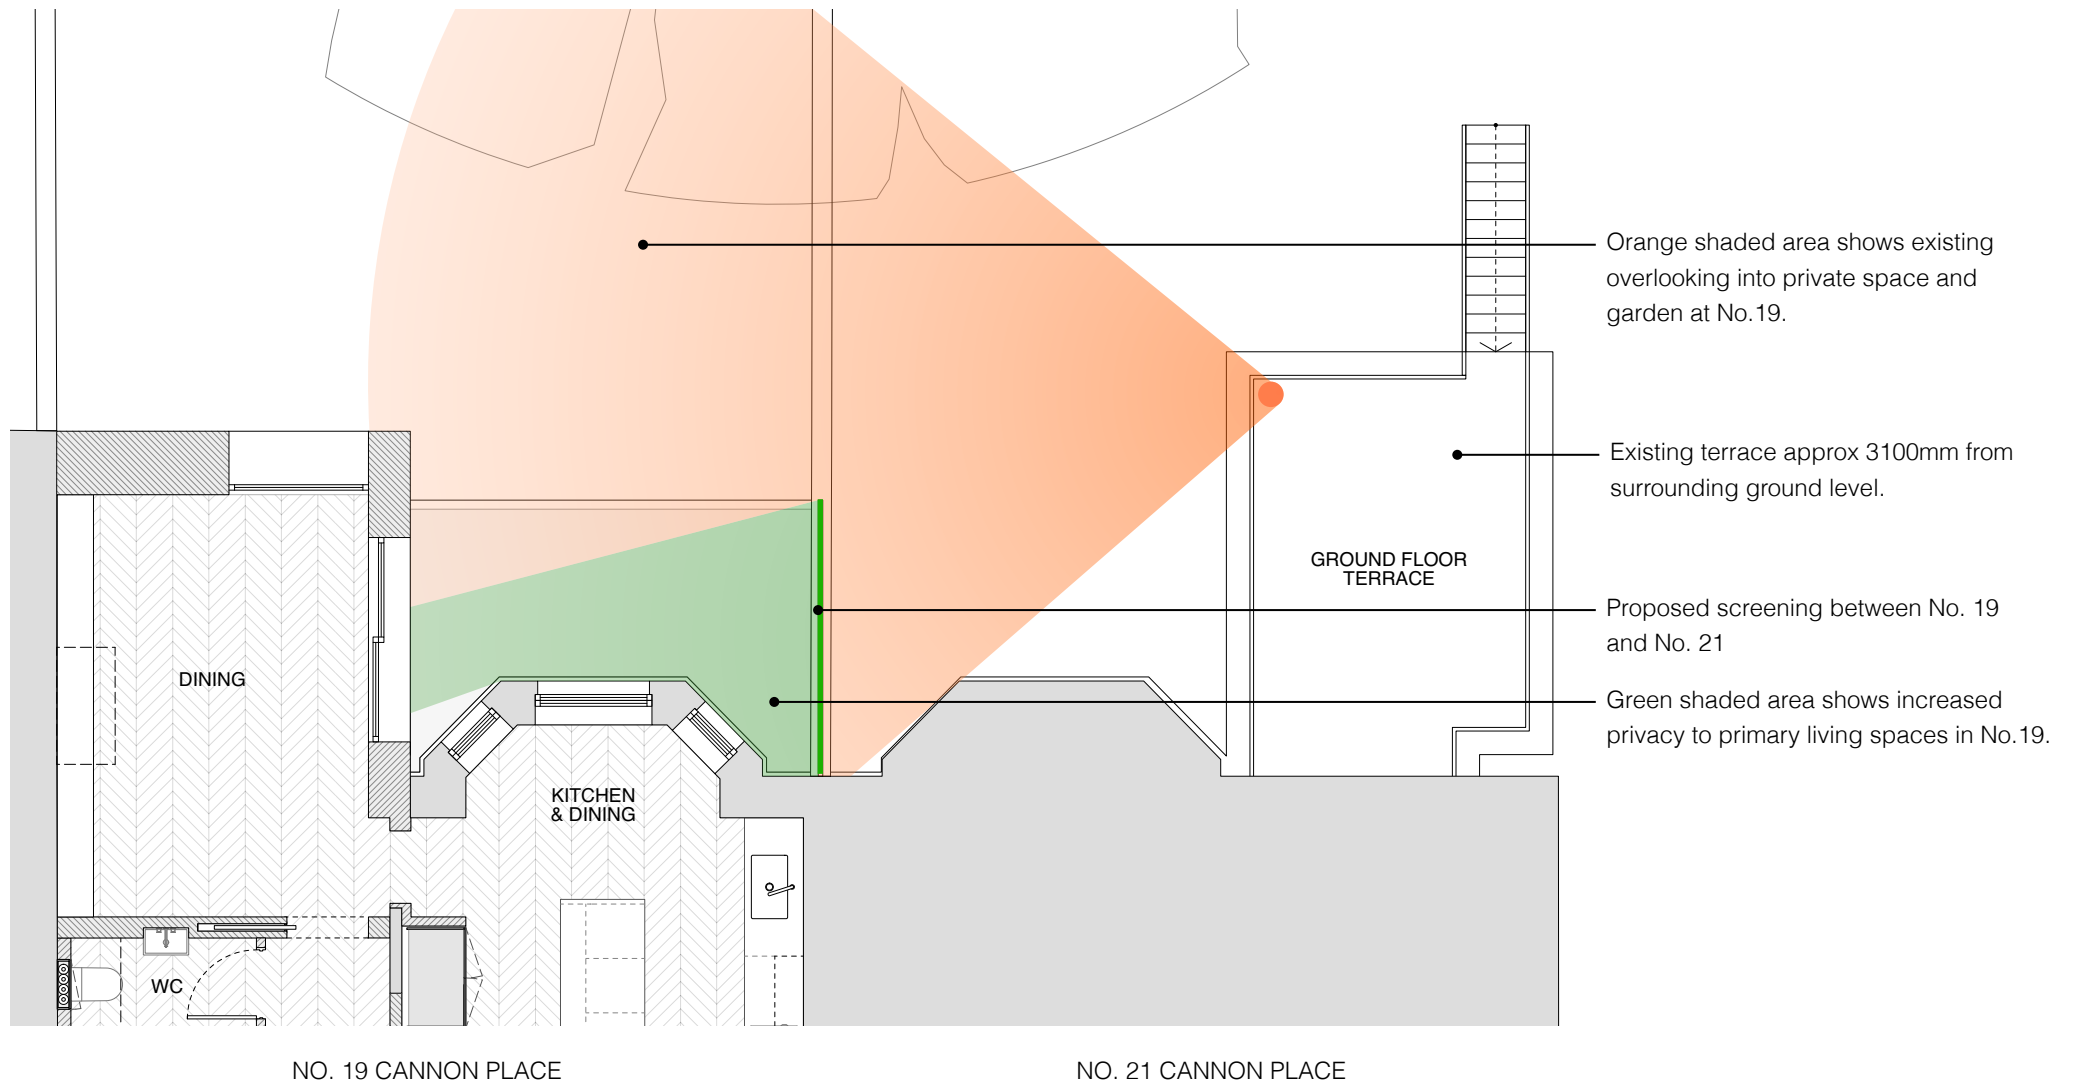 Orange shaded area shows existing
overlooking into private space and
garden at No.19.
Existing terrace approx 3100mm from
surrounding ground level.
GROUND FLOOR
TERRACE
Proposed screening between No. 19
and No. 21
DINING
Green shaded area shows increased
privacy to primary living spaces in No.19.
KITCHEN
& DINING
WC
NO. 19 CANNON PLACE
NO. 21 CANNON PLACE